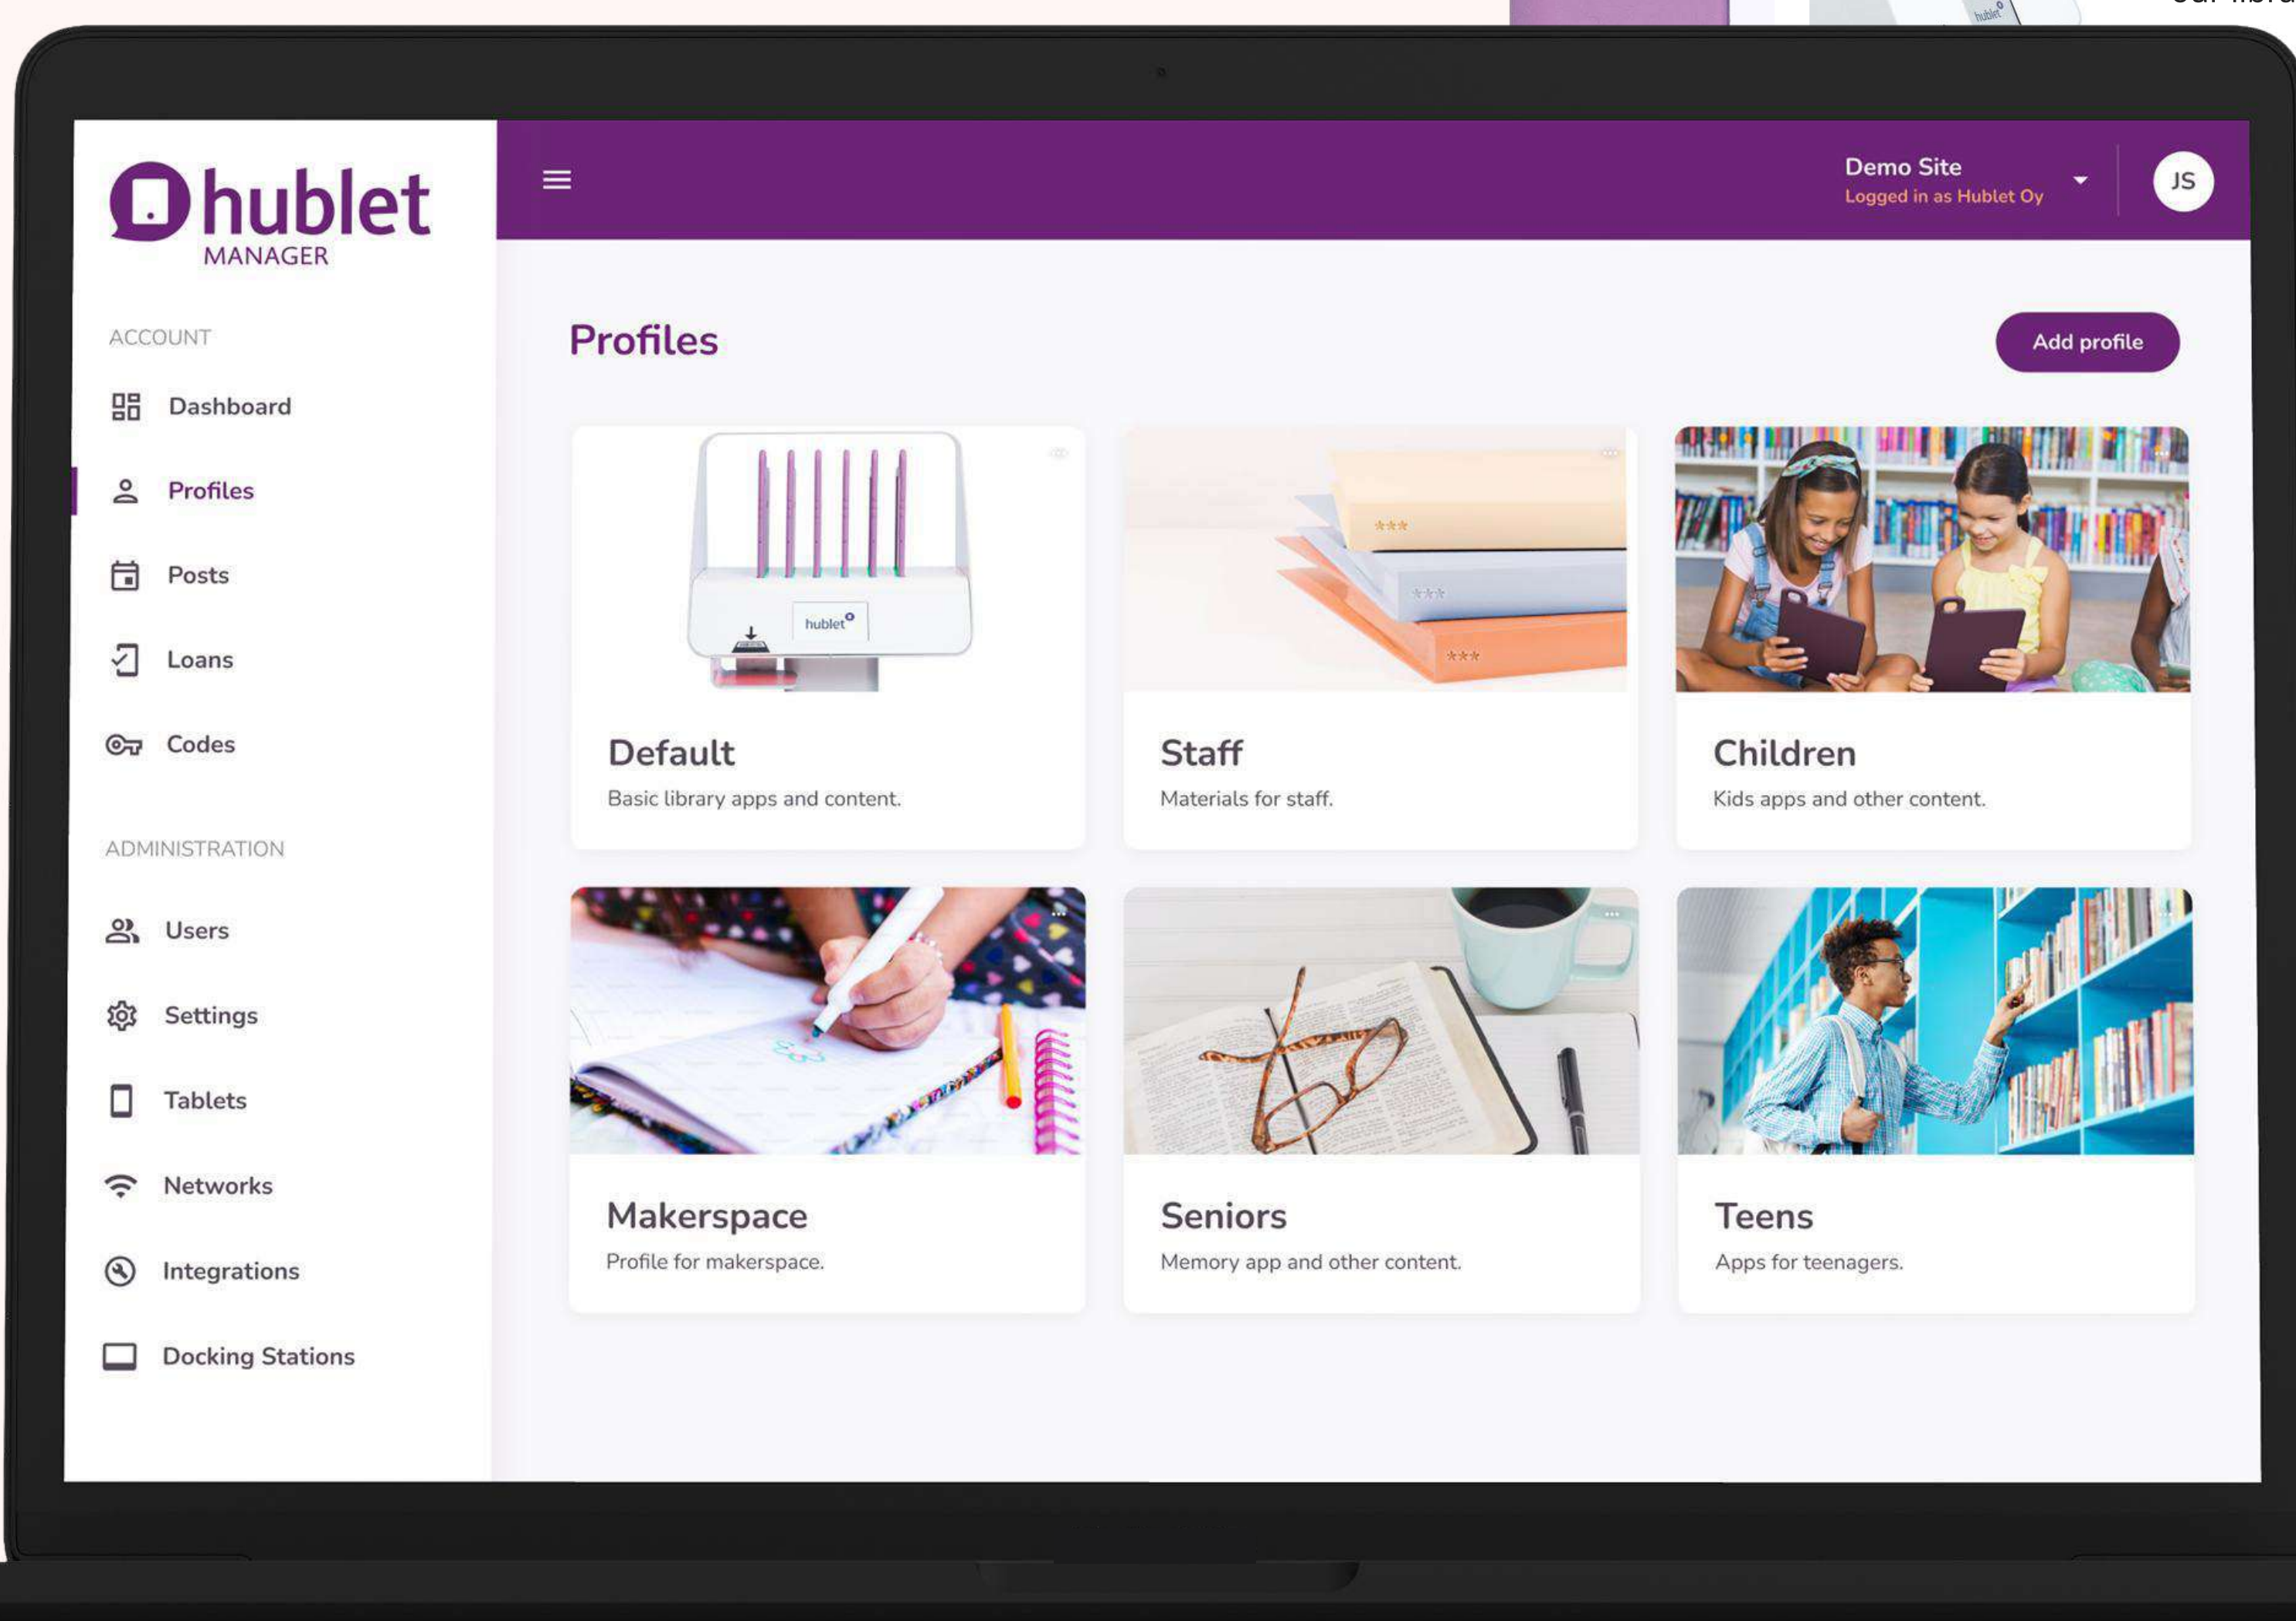 hublet
hublet
MANAGER
Demo Site
Logged in as Hublet Oy
JS
ACCOUNT
Dashboard
Profiles
Posts
Loans
Codes
ADMINISTRATION
Users
Settings
Tablets
Networks
Integrations
Docking Stations
Profiles
Add profile
hublet
***
***
***
Default
Basic library apps and content.
Staff
Materials for staff.
Children
Kids apps and other content.
Makerspace
Profile for makerspace.
Seniors
Memory app and other content.
Teens
Apps for teenagers.